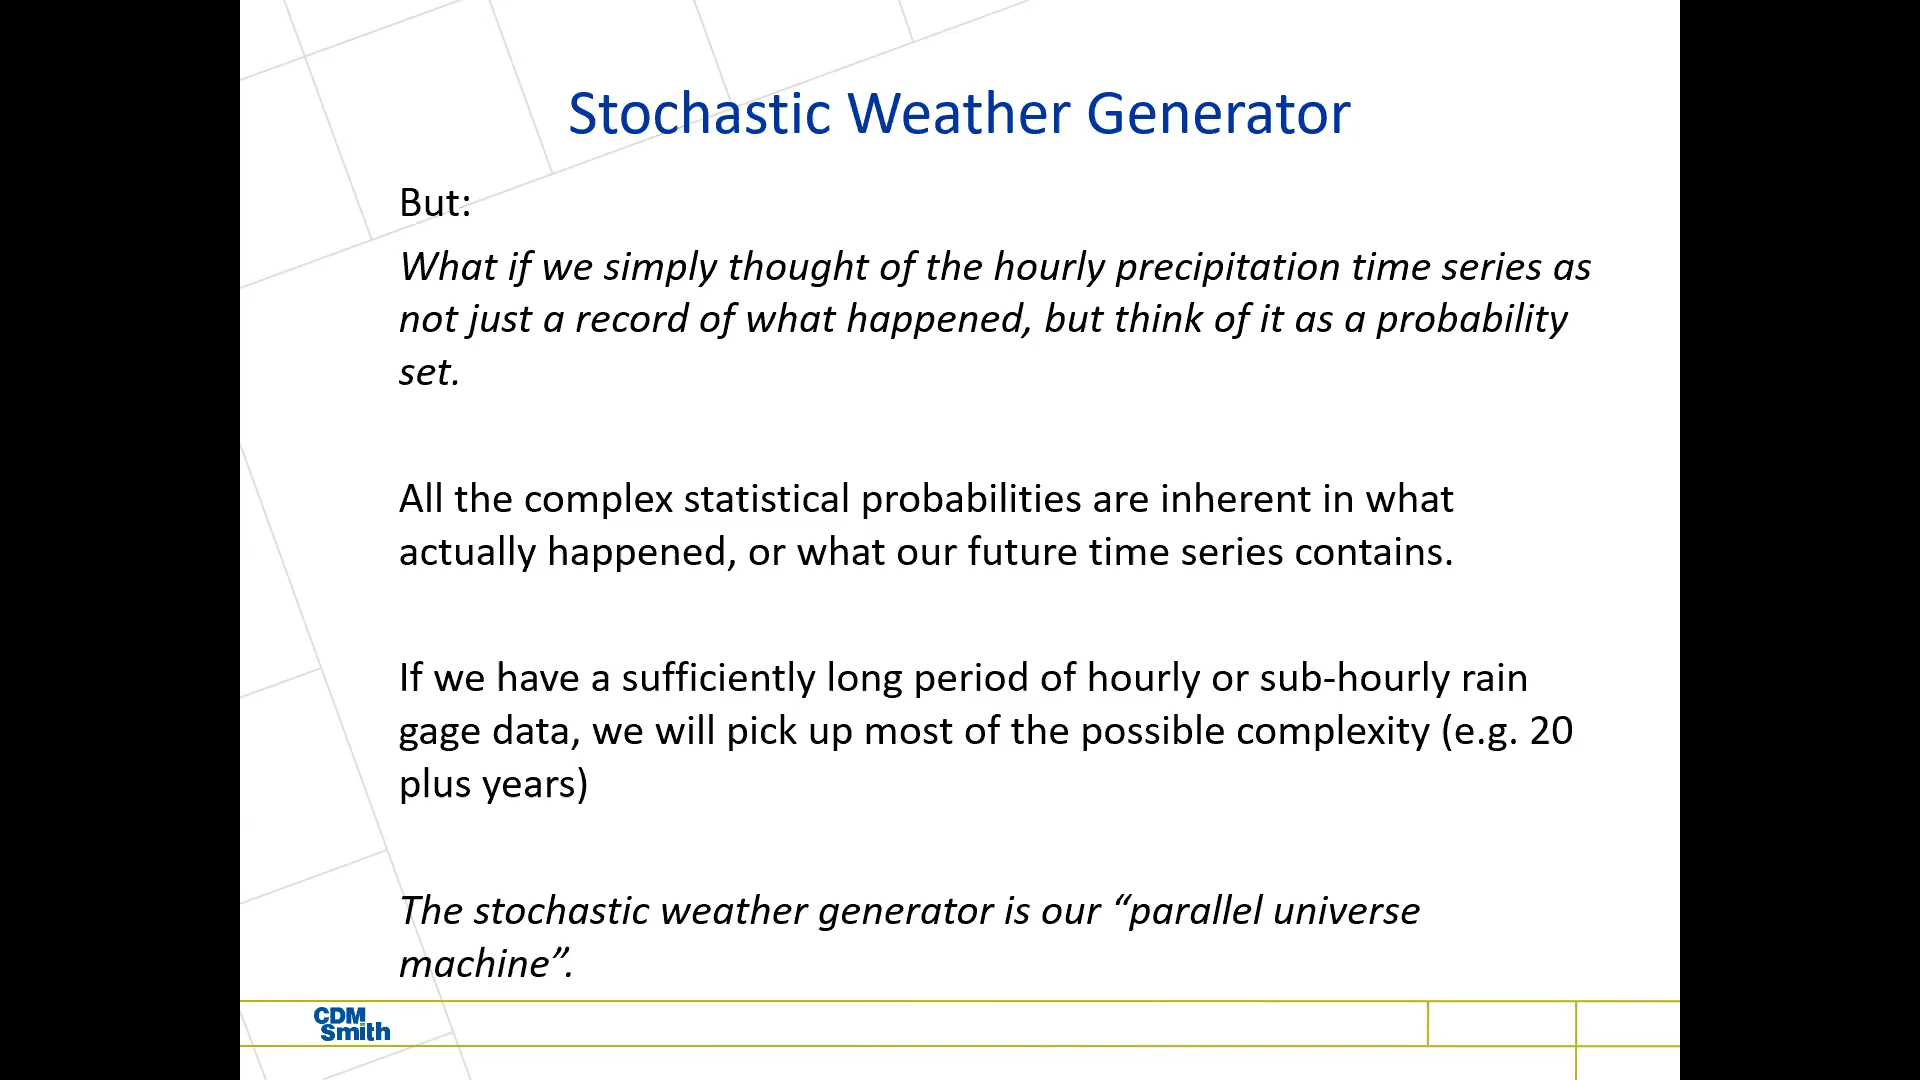 Stochastic Weather Generator
But:
What if we simply thought of the hourly precipitation time series as
not just a record of what happened, but think of it as a probability
set.
All the complex statistical probabilities are inherent in what
actually happened, or what our future time series contains.
If we have a sufficiently long period of hourly or sub-hourly rain
gage data, we will pick up most of the possible complexity (e.g. 20
plus years)
The stochastic weather generator is our “parallel universe
machine”.
CDM
Smith